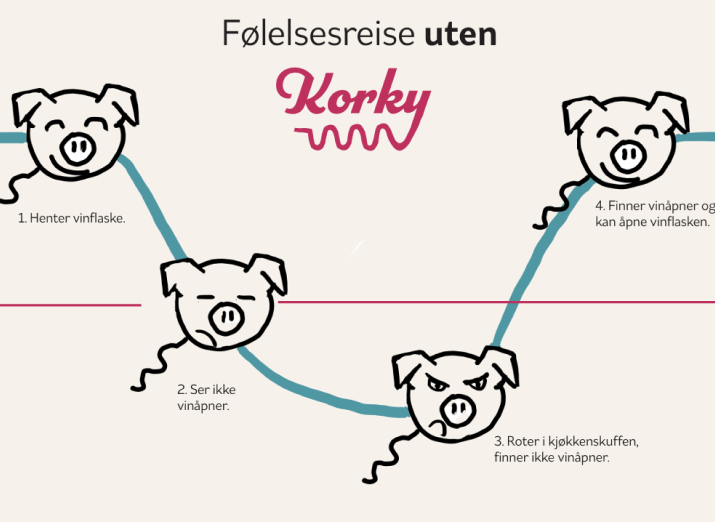 Følelsesreise uten
Korky
1. Henter vinflaske.
2. Ser ikke
vinåpner.
3. Roter i kjøkkenskuffen,
finner ikke vinåpner.
4. Finner vinåpner og
kan åpne vinflasken.